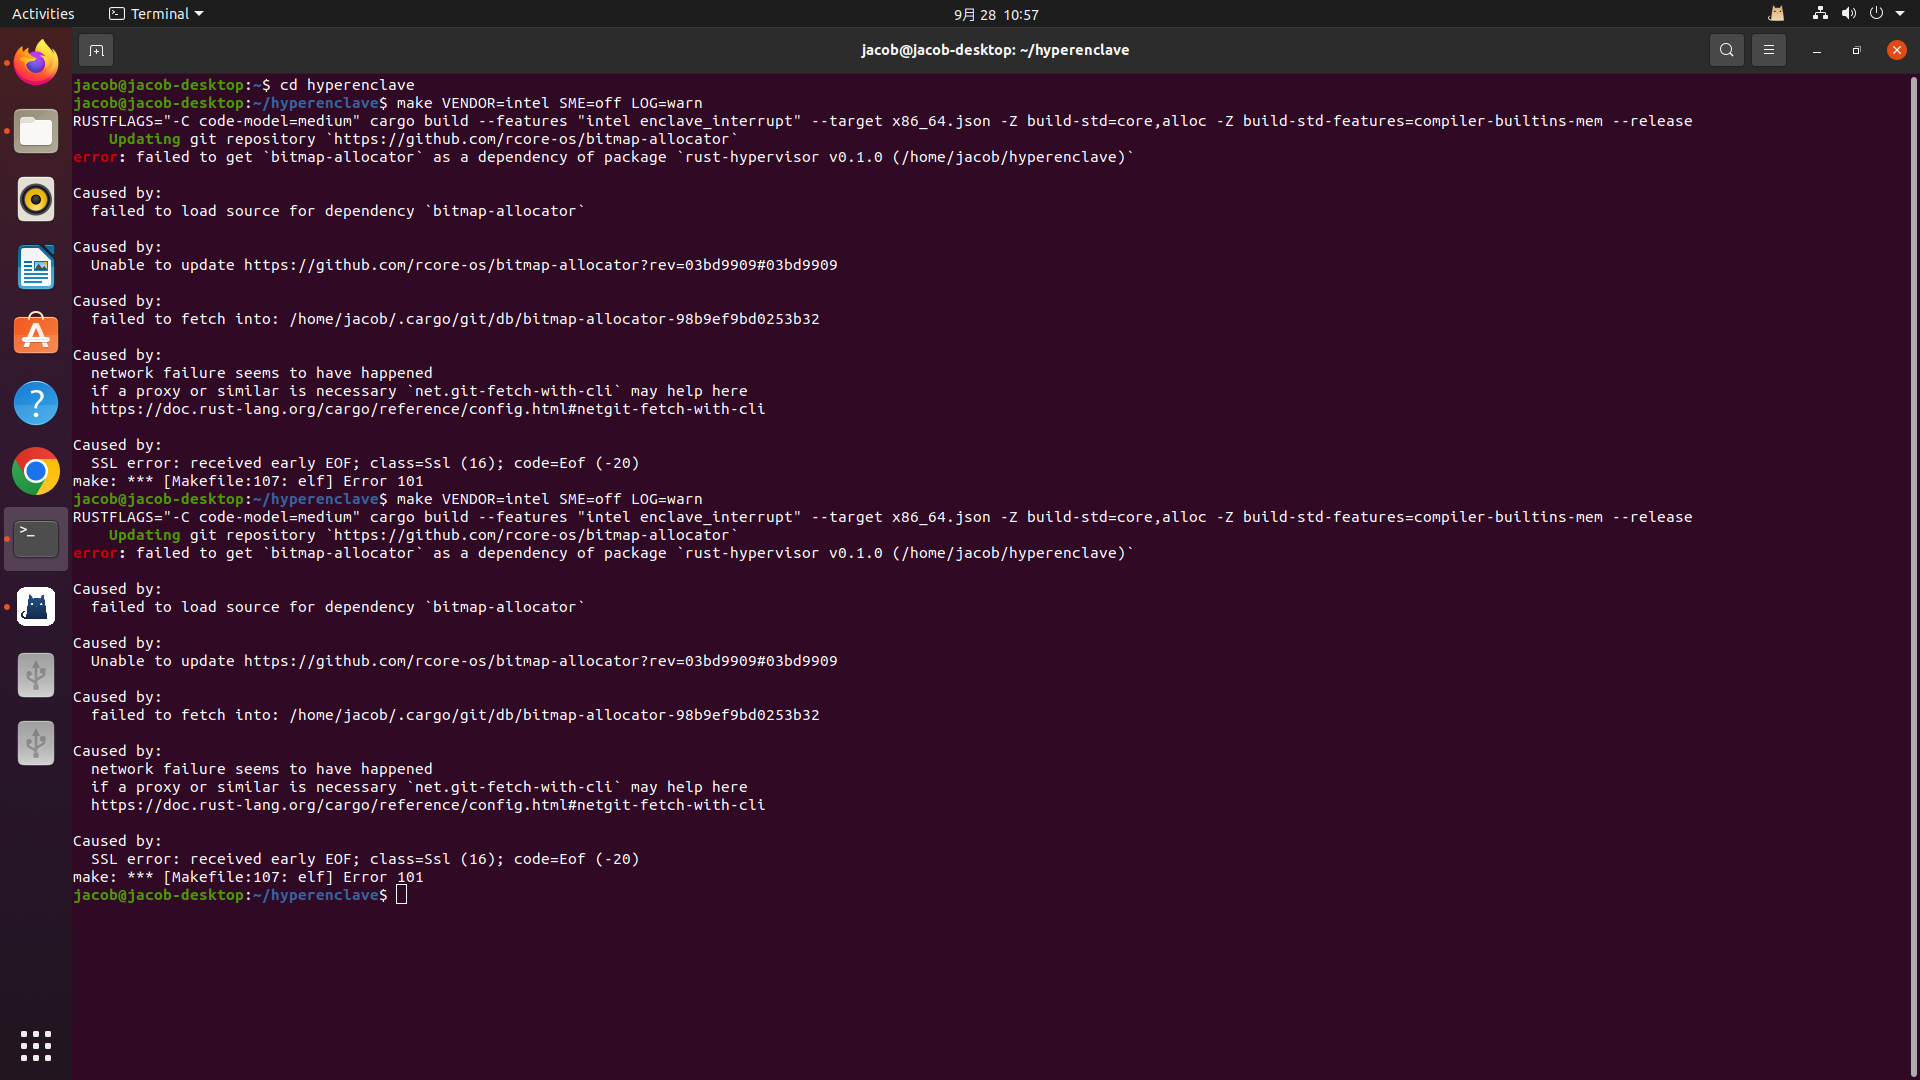 Activities
Terminal
9月 28 10:57
jacob@jacob-desktop: ~/hyperenclave
jacob@jacob-desktop:~$ cd hyperenclave
jacob@jacob-desktop:~/hyperenclave$ make VENDOR=intel SME=off LOG=warn
RUSTFLAGS="-C code-model=medium" cargo build --features "intel enclave_interrupt" --target x86_64.json -Z build-std=core,alloc -Z build-std-features=compiler-builtins-mem --release
    Updating git repository `https://github.com/rcore-os/bitmap-allocator`
error: failed to get `bitmap-allocator` as a dependency of package `rust-hypervisor v0.1.0 (/home/jacob/hyperenclave)`

Caused by:
  failed to load source for dependency `bitmap-allocator`

Caused by:
  Unable to update https://github.com/rcore-os/bitmap-allocator?rev=03bd9909#03bd9909

Caused by:
  failed to fetch into: /home/jacob/.cargo/git/db/bitmap-allocator-98b9ef9bd0253b32

Caused by:
  network failure seems to have happened
  if a proxy or similar is necessary `net.git-fetch-with-cli` may help here
  https://doc.rust-lang.org/cargo/reference/config.html#netgit-fetch-with-cli

Caused by:
  SSL error: received early EOF; class=Ssl (16); code=Eof (-20)
make: *** [Makefile:107: elf] Error 101
jacob@jacob-desktop:~/hyperenclave$ make VENDOR=intel SME=off LOG=warn
RUSTFLAGS="-C code-model=medium" cargo build --features "intel enclave_interrupt" --target x86_64.json -Z build-std=core,alloc -Z build-std-features=compiler-builtins-mem --release
    Updating git repository `https://github.com/rcore-os/bitmap-allocator`
error: failed to get `bitmap-allocator` as a dependency of package `rust-hypervisor v0.1.0 (/home/jacob/hyperenclave)`

Caused by:
  failed to load source for dependency `bitmap-allocator`

Caused by:
  Unable to update https://github.com/rcore-os/bitmap-allocator?rev=03bd9909#03bd9909

Caused by:
  failed to fetch into: /home/jacob/.cargo/git/db/bitmap-allocator-98b9ef9bd0253b32

Caused by:
  network failure seems to have happened
  if a proxy or similar is necessary `net.git-fetch-with-cli` may help here
  https://doc.rust-lang.org/cargo/reference/config.html#netgit-fetch-with-cli

Caused by:
  SSL error: received early EOF; class=Ssl (16); code=Eof (-20)
make: *** [Makefile:107: elf] Error 101
jacob@jacob-desktop:~/hyperenclave$